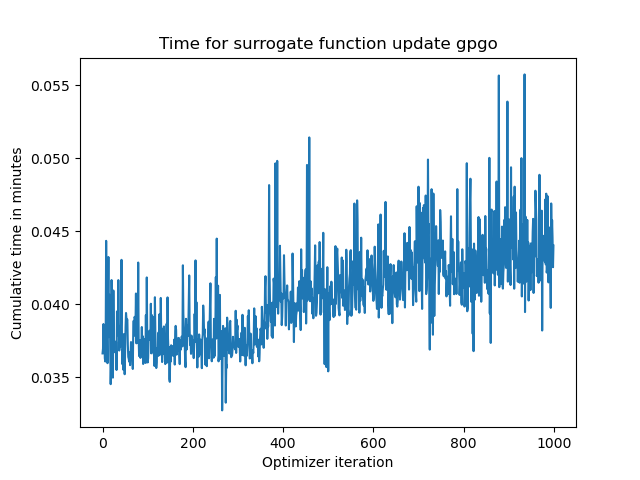 Time for surrogate function update gpgo
0.055
0.050
0.045
0.040
0.035
Cumulative time in minutes
0 200 400 600 800 1000
Optimizer iteration